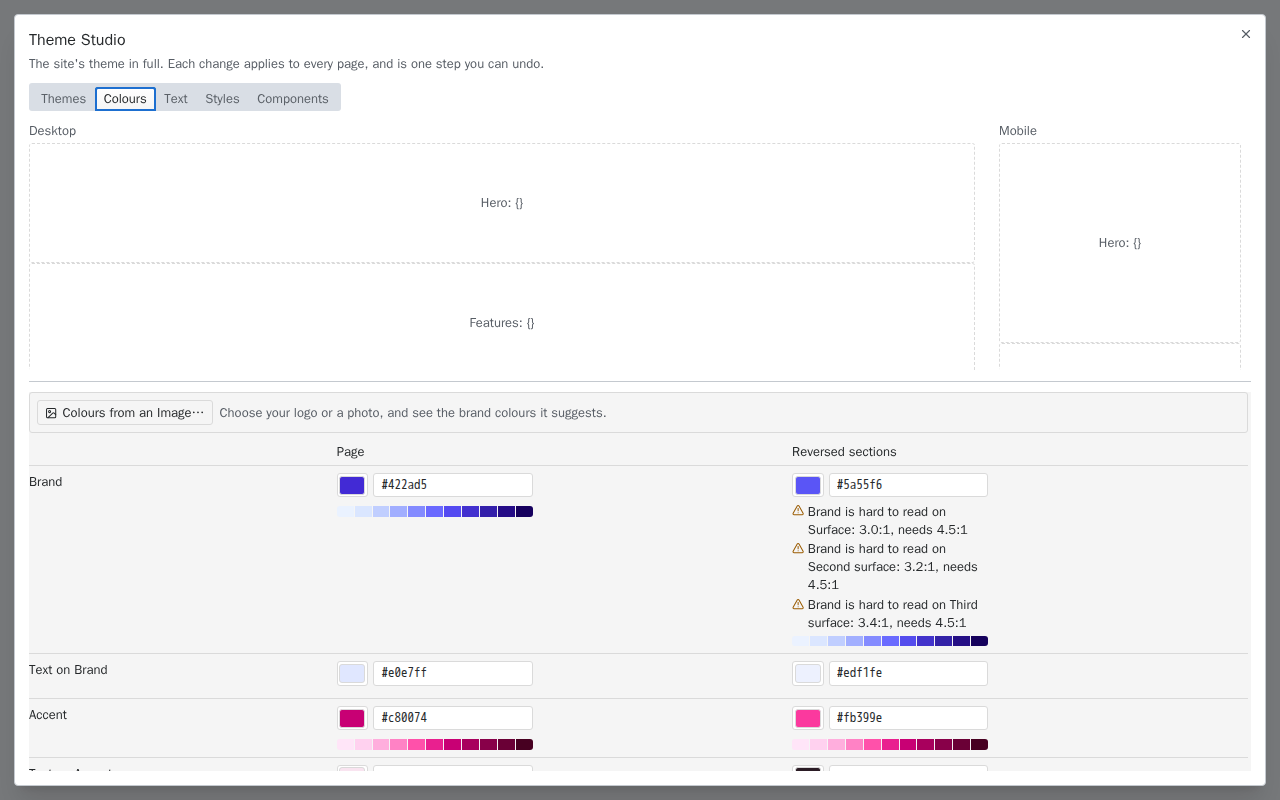 Theme Studio
The site's theme in full. Each change applies to every page, and is one step you can undo.
Themes Colours Text Styles Components
Desktop Mobile
Hero: {}
Hero: {}
Features: {}
Colours from an Image··· Choose your logo or a photo, and see the brand colours it suggests.
Page Reversed sections
Brand #422ad5 #5a55f6
Brand is hard to read on
Surface: 3.0:1, needs 4.5:1
Brand is hard to read on
Second surface: 3.2:1, needs
4.5:1
Brand is hard to read on Third
surface: 3.4:1, needs 4.5:1
Text on Brand #e0e7ff #edf1fe
Accent #c80074 #fb399e